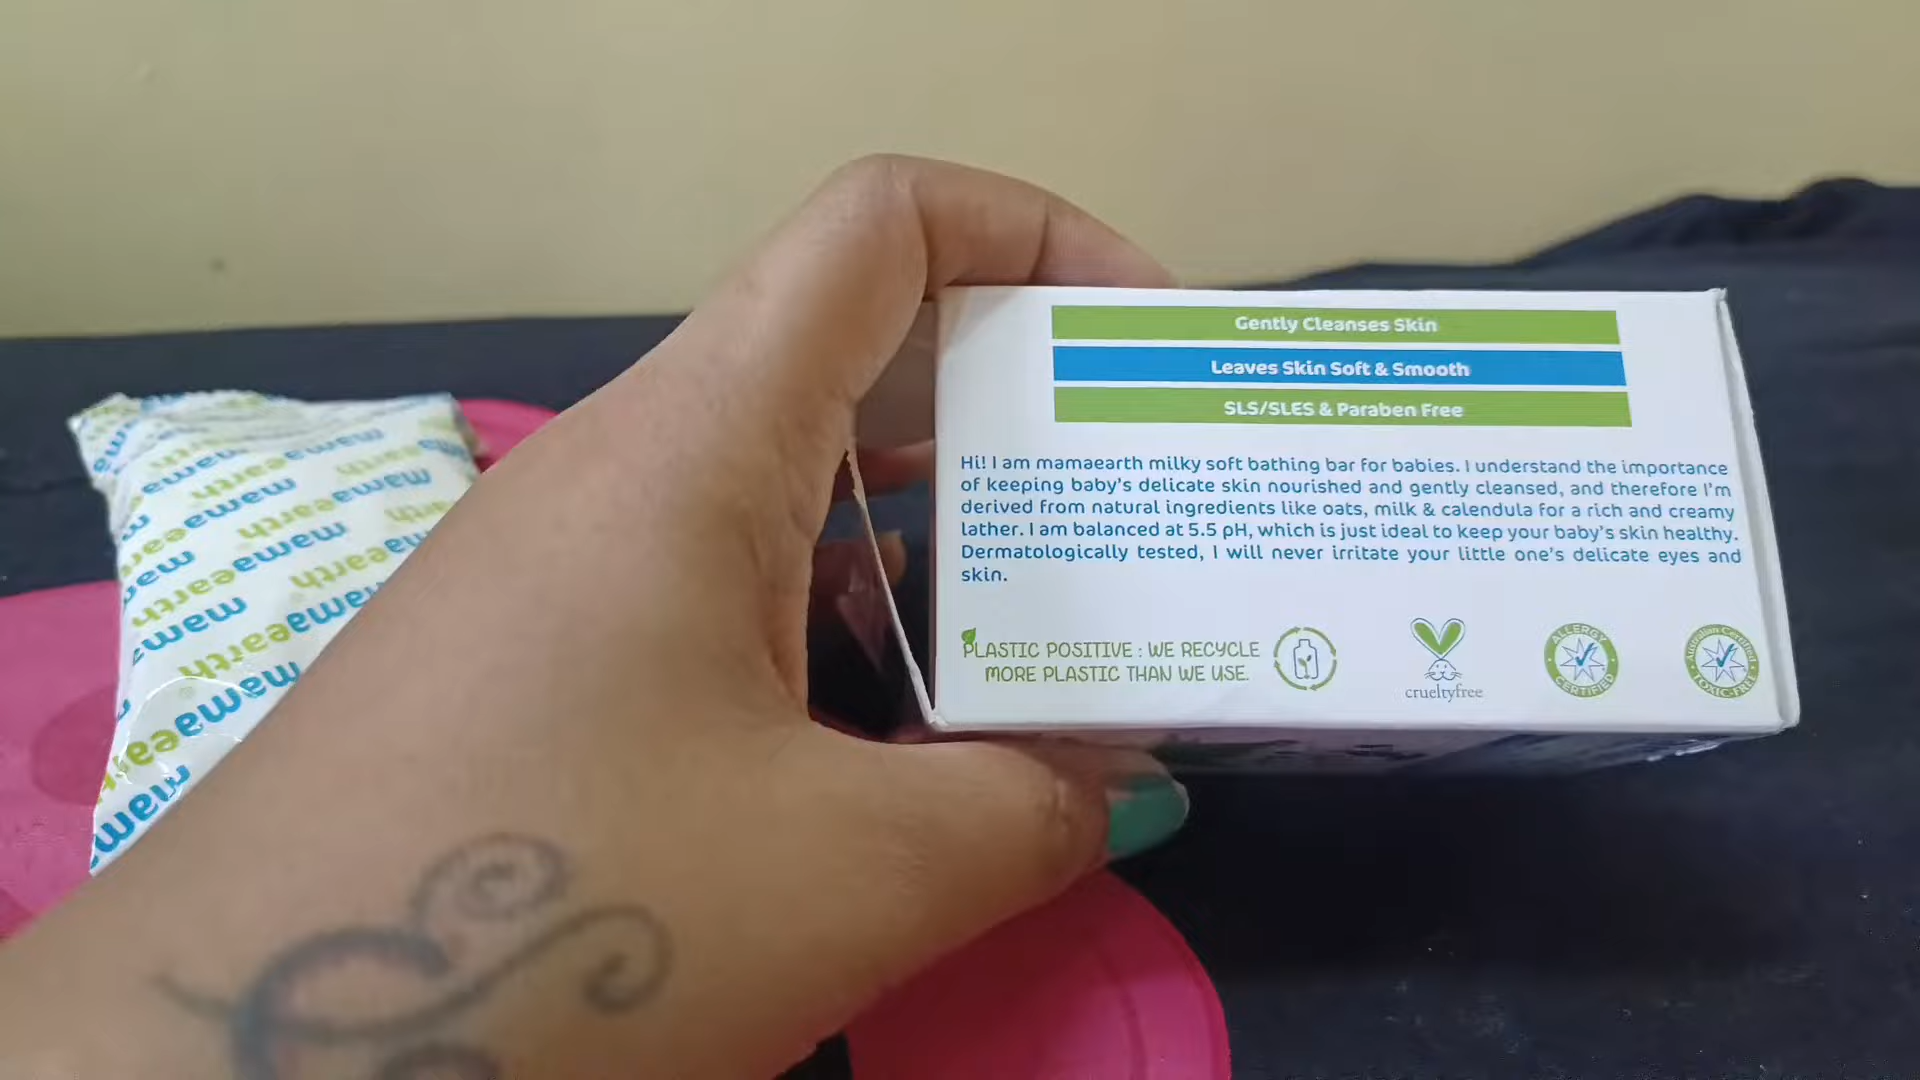 Gently Cleanses Skin
Leaves Skin Soft & Smooth
SLS/SLES & Paraben Free
Hi! I am mamaearth milky soft bathing bar for babies. I understand the importance
of keeping baby's delicate skin nourished and gently cleansed, and therefore I'm
derived from natural ingredients like oats, milk & calendula for a rich and creamy
lather. I am balanced at 5.5 pH, which is just ideal to keep your baby's skin healthy.
Dermatologically tested, I will never irritate your little one's delicate eyes and
skin.
PLASTIC POSITIVE : WE RECYCLE
MORE PLASTIC THAN WE USE.
crueltyfree
ALLERGY
CERTIFIED
Australian Certified
TOXIC-FREE
mamaearth
mamaearth
mamaearth
mamaearth
mamaearth